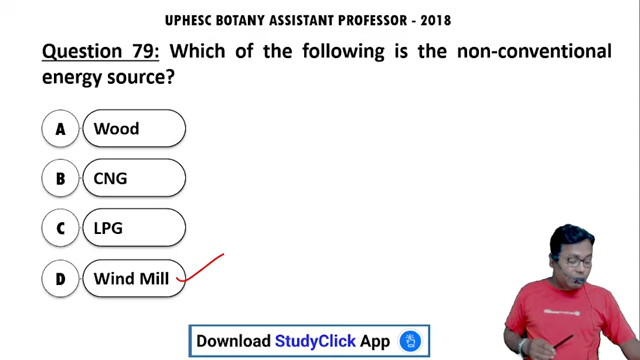 UPHESC BOTANY ASSISTANT PROFESSOR - 2018
Question 79: Which of the following is the non-conventional
energy source?
A Wood
B CNG
C LPG
D Wind Mill
Download StudyClick App